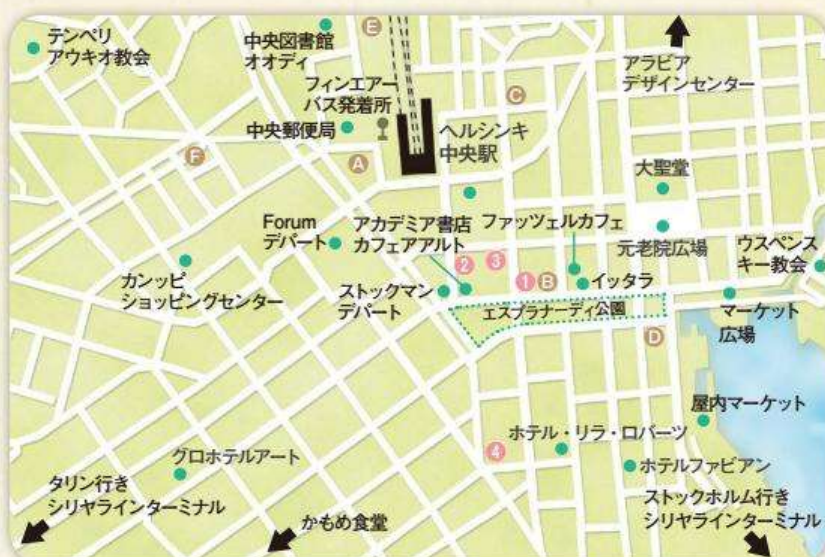 テンペリ
アウキオ教会
中央図書館
オオディ
E
アラビア
デザインセンター
フィンエアー
バス発着所
中央郵便局
C
ヘルシンキ
中央駅
F
A
大聖堂
Forum
デパート
アカデミア書店
カフェアアルト
ファッツェルカフェ
元老院広場
ウスペンス
キー教会
カンッピ
ショッピングセンター
2
3
1
B
イッタラ
ストックマン
デパート
エスプラナーディ公園
マーケット
広場
D
屋内マーケット
4
ホテル・リラ・ロバーツ
グロホテルアート
ホテルファビアン
タリン行き
シリヤラインターミナル
かもめ食堂
ストックホルム行き
シリヤラインターミナル